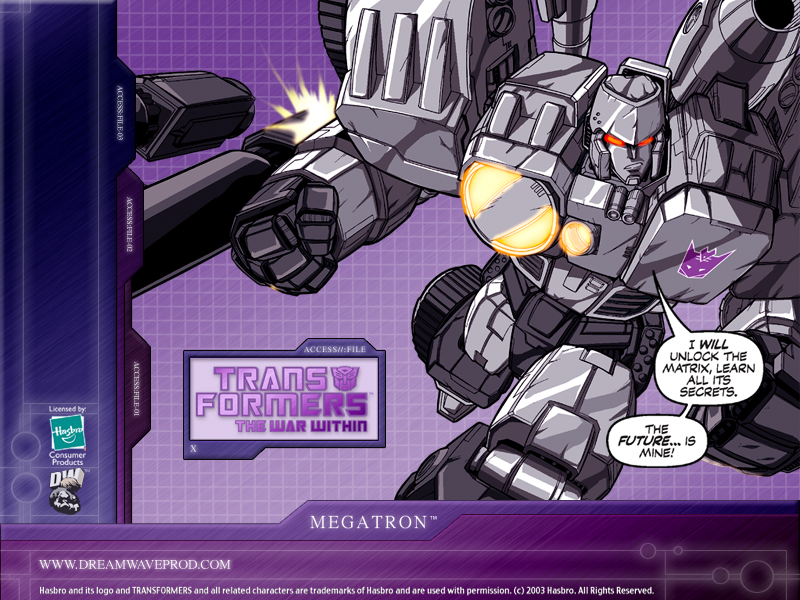 ACCESS:FILE-03
ACCESS:FILE-02
ACCESS:FILE-01
I WILL
UNLOCK THE
MATRIX, LEARN
ALL ITS
SECRETS.
THE
FUTURE... IS
MINE!
ACCESS//:FILE
TRANS
FORMERS™
THE WAR WITHIN
X
Licensed by:
Hasbro
Consumer
Products
DW™
MEGATRON™
WWW.DREAMWAVEPROD.COM
Hasbro and its logo and TRANSFORMERS and all related characters are trademarks of Hasbro and are used with permission. (c) 2003 Hasbro. All Rights Reserved.